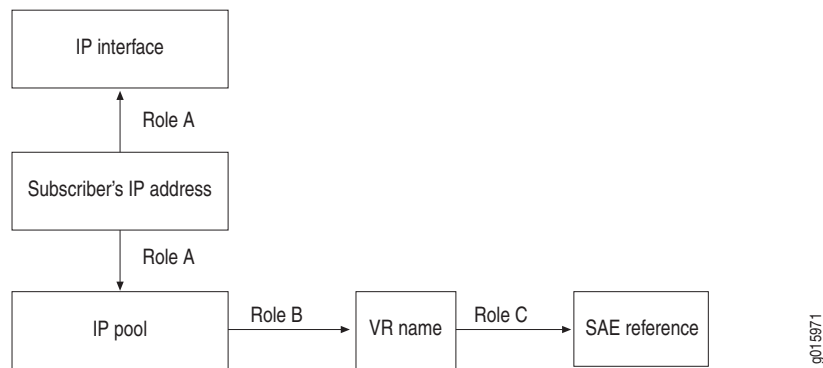 IP interface
Role A
Subscriber's IP address
Role A
IP pool
Role B
VR name
Role C
SAE reference
g015971